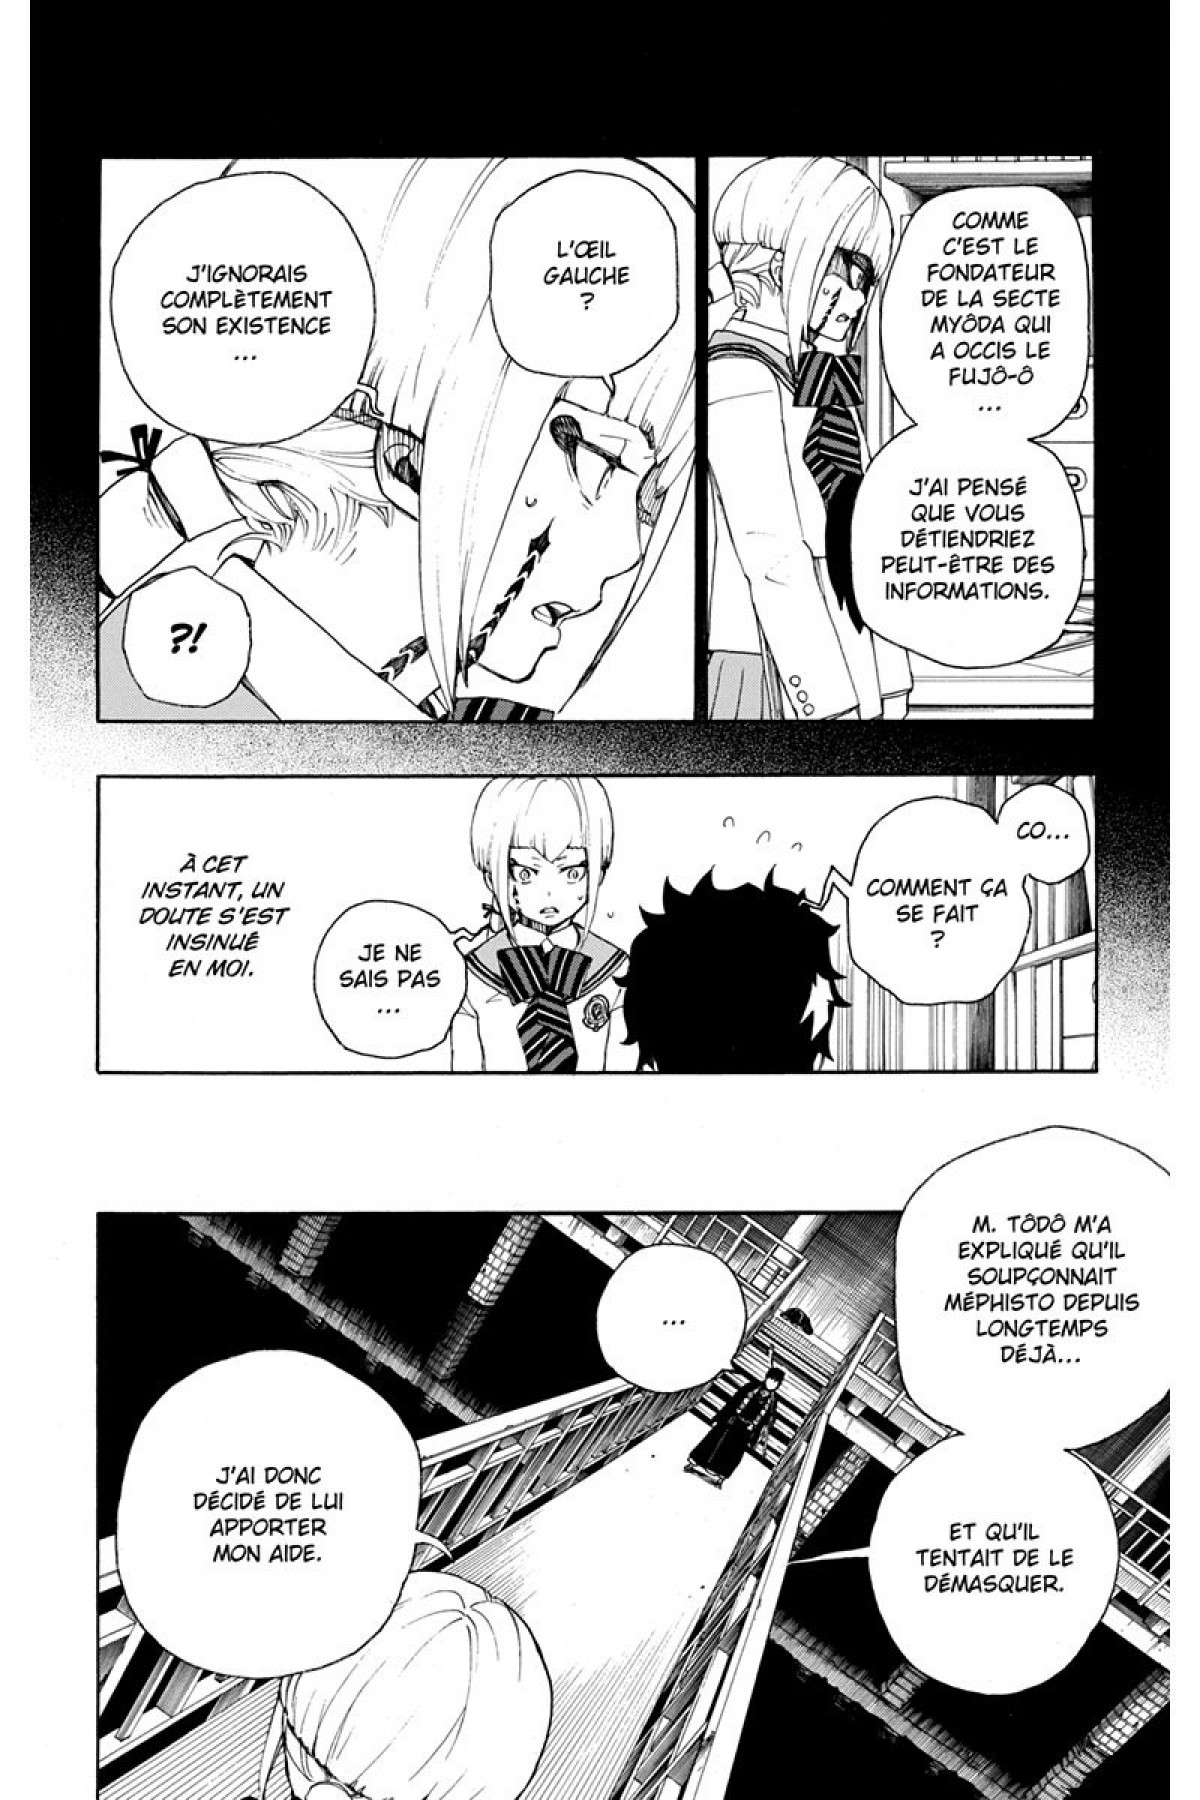 COMME
C'EST LE
FONDATEUR
DE LA SECTE
MYÔDA QUI
A OCCIS LE
FUJÔ-Ô
...
J'AI PENSÉ
QUE VOUS
DÉTIENDRIEZ
PEUT-ÊTRE DES
INFORMATIONS.
L'ŒIL
GAUCHE
?
J'IGNORAIS
COMPLÈTEMENT
SON EXISTENCE
...
?!
CO...
COMMENT ÇA
SE FAIT
?
JE NE
SAIS PAS
...
À CET
INSTANT, UN
DOUTE S'EST
INSINUÉ
EN MOI.
M. TÔDÔ M'A
EXPLIQUÉ QU'IL
SOUPÇONNAIT
MÉPHISTO DEPUIS
LONGTEMPS
DÉJÀ...
ET QU'IL
TENTAIT DE LE
DÉMASQUER.
...
J'AI DONC
DÉCIDÉ DE LUI
APPORTER
MON AIDE.